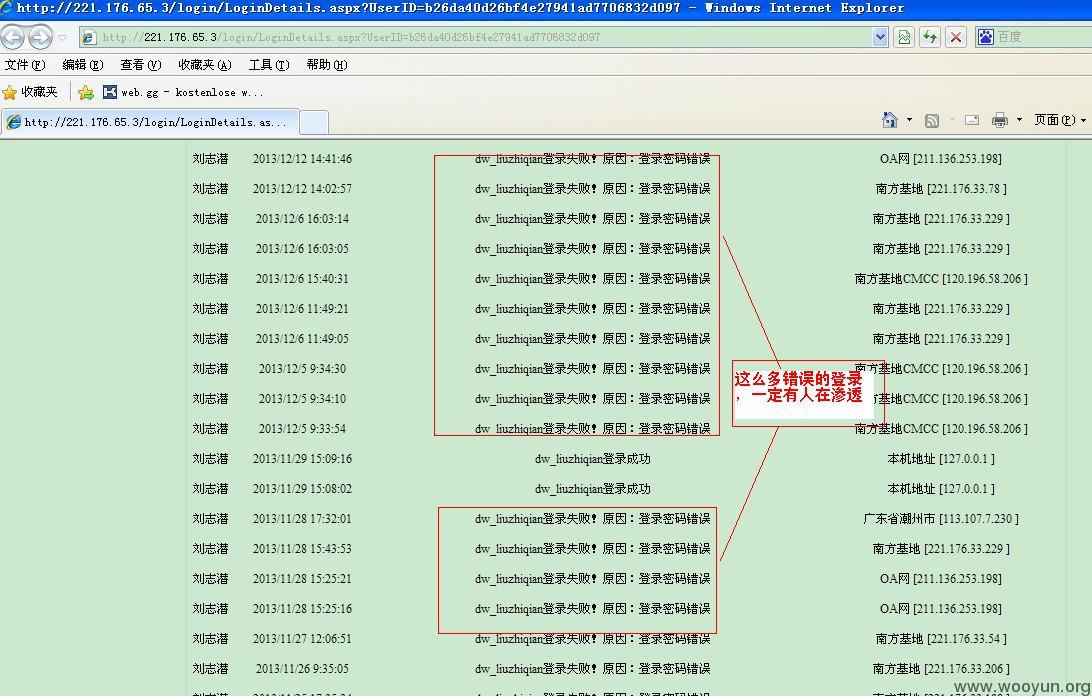 http://221.176.65.3/login/LoginDetails.aspx?UserID=b26da40d26bf4e27941ad7706832d097 - Windows Internet Explorer
http://221.176.65.3/login/LoginDetails.aspx?UserID=b26da40d26bf4e27941ad7706832d097 百度
文件(F) 编辑(E) 查看(V) 收藏夹(A) 工具(T) 帮助(H)
收藏夹 web.gg - kostenlose w...
http://221.176.65.3/login/LoginDetails.as... 页面(P)
刘志潜 2013/12/12 14:41:46 dw_liuzhiqian登录失败！原因：登录密码错误 OA网 [211.136.253.198]
刘志潜 2013/12/12 14:02:57 dw_liuzhiqian登录失败！原因：登录密码错误 南方基地 [221.176.33.78 ]
刘志潜 2013/12/6 16:03:14 dw_liuzhiqian登录失败！原因：登录密码错误 南方基地 [221.176.33.229 ]
刘志潜 2013/12/6 16:03:05 dw_liuzhiqian登录失败！原因：登录密码错误 南方基地 [221.176.33.229 ]
刘志潜 2013/12/6 15:40:31 dw_liuzhiqian登录失败！原因：登录密码错误 南方基地CMCC [120.196.58.206 ]
刘志潜 2013/12/6 11:49:21 dw_liuzhiqian登录失败！原因：登录密码错误 南方基地 [221.176.33.229 ]
刘志潜 2013/12/6 11:49:05 dw_liuzhiqian登录失败！原因：登录密码错误 南方基地 [221.176.33.229 ]
刘志潜 2013/12/5 9:34:30 dw_liuzhiqian登录失败！原因：登录密码错误 南方基地CMCC [120.196.58.206 ]
这么多错误的登录
，一定有人在渗透
刘志潜 2013/12/5 9:34:10 dw_liuzhiqian登录失败！原因：登录密码错误 方基地CMCC [120.196.58.206 ]
刘志潜 2013/12/5 9:33:54 dw_liuzhiqian登录失败！原因：登录密码错误 南方基地CMCC [120.196.58.206 ]
刘志潜 2013/11/29 15:09:16 dw_liuzhiqian登录成功 本机地址 [127.0.0.1 ]
刘志潜 2013/11/29 15:08:02 dw_liuzhiqian登录成功 本机地址 [127.0.0.1 ]
刘志潜 2013/11/28 17:32:01 dw_liuzhiqian登录失败！原因：登录密码错误 广东省潮州市 [113.107.7.230 ]
刘志潜 2013/11/28 15:43:53 dw_liuzhiqian登录失败！原因：登录密码错误 南方基地 [221.176.33.229 ]
刘志潜 2013/11/28 15:25:21 dw_liuzhiqian登录失败！原因：登录密码错误 OA网 [211.136.253.198]
刘志潜 2013/11/28 15:25:16 dw_liuzhiqian登录失败！原因：登录密码错误 OA网 [211.136.253.198]
刘志潜 2013/11/27 12:06:51 dw_liuzhiqian登录失败！原因：登录密码错误 南方基地 [221.176.33.54 ]
刘志潜 2013/11/26 9:35:05 dw_liuzhiqian登录失败！原因：登录密码错误 南方基地 [221.176.33.206 ]
www.wooyun.org